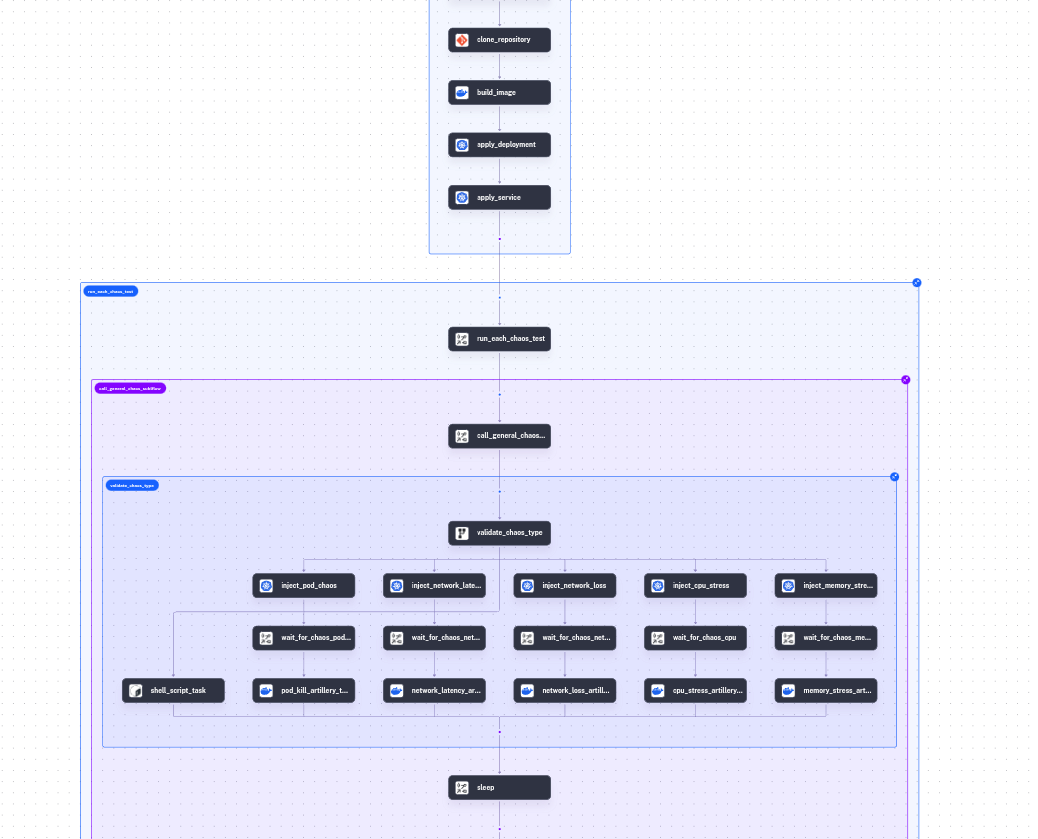 clone_repository
build_image
apply_deployment
apply_service
run_each_chaos_test
run_each_chaos_test
call_general_chaos_subflow
call_general_chaos...
validate_chaos_type
validate_chaos_type
inject_pod_chaos
inject_network_late...
inject_network_loss
inject_cpu_stress
inject_memory_stre...
wait_for_chaos_pod...
wait_for_chaos_net...
wait_for_chaos_net...
wait_for_chaos_cpu
wait_for_chaos_me...
shell_script_task
pod_kill_artillery_t...
network_latency_ar...
network_loss_artill...
cpu_stress_artillery...
memory_stress_art...
sleep